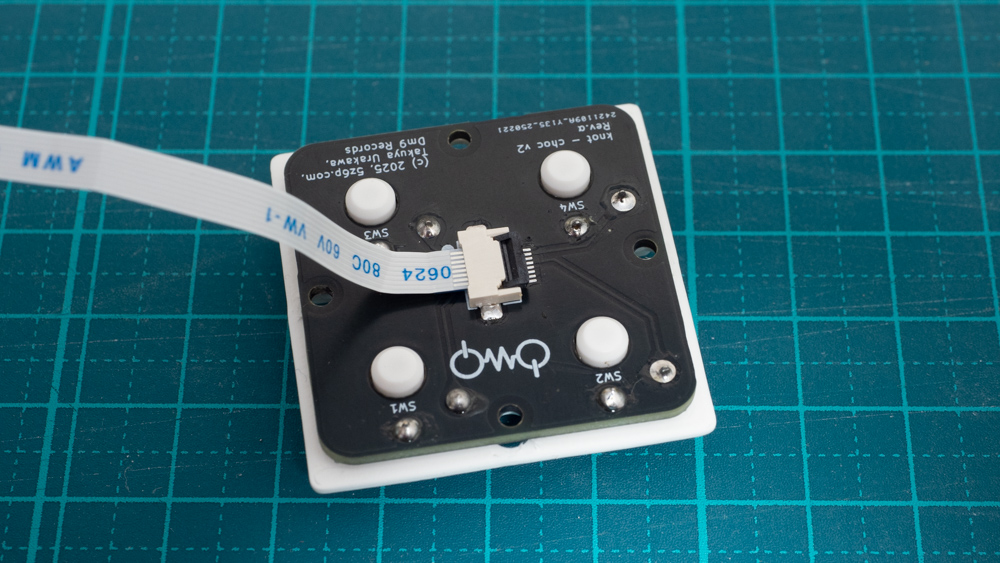 AWM
VW-1
60V
80C
0624
(c) 2025. 5z6p.com.
Takuya Urakawa.
Dm9 Records
knot - choc v2
Rev.α
2421189A_Y135_250221
SW3
SW4
SW1
SW2